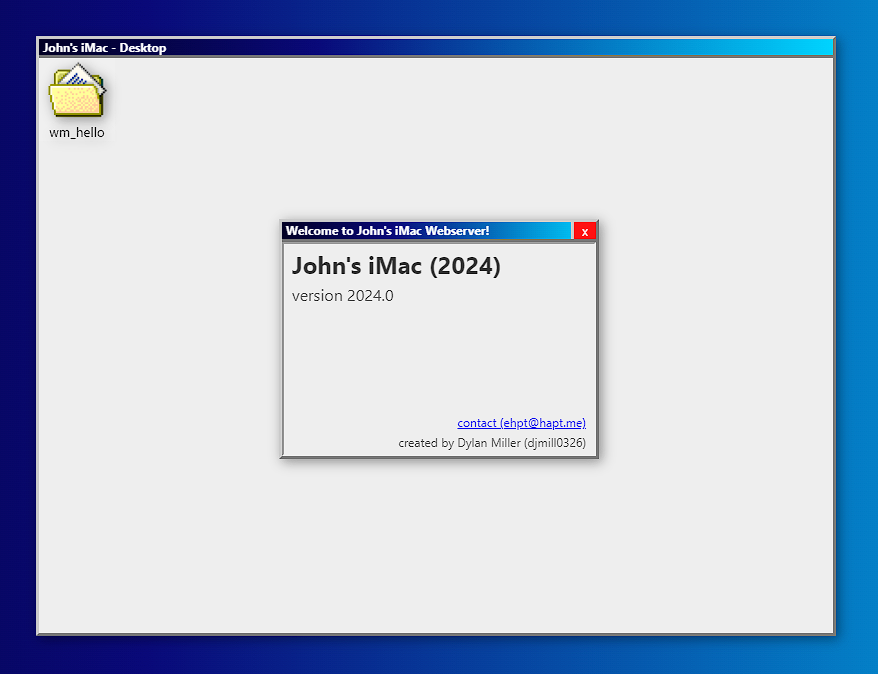 John's iMac - Desktop
wm_hello
Welcome to John's iMac Webserver!
x
John's iMac (2024)
version 2024.0
contact (ehpt@hapt.me)
created by Dylan Miller (djmill0326)